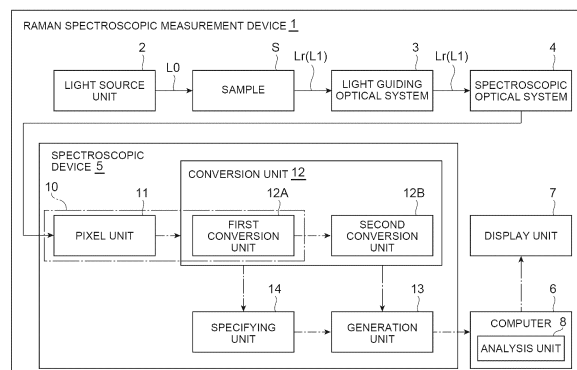 RAMAN SPECTROSCOPIC MEASUREMENT DEVICE 1
2
L0
S
Lr(L1)
3
Lr(L1)
4
LIGHT SOURCE
UNIT
SAMPLE
LIGHT GUIDING
OPTICAL SYSTEM
SPECTROSCOPIC
OPTICAL SYSTEM
SPECTROSCOPIC
DEVICE 5
CONVERSION UNIT 12
10
11
12A
12B
7
PIXEL UNIT
FIRST
CONVERSION
UNIT
SECOND
CONVERSION
UNIT
DISPLAY UNIT
14
13
6
SPECIFYING
UNIT
GENERATION
UNIT
COMPUTER
8
ANALYSIS UNIT